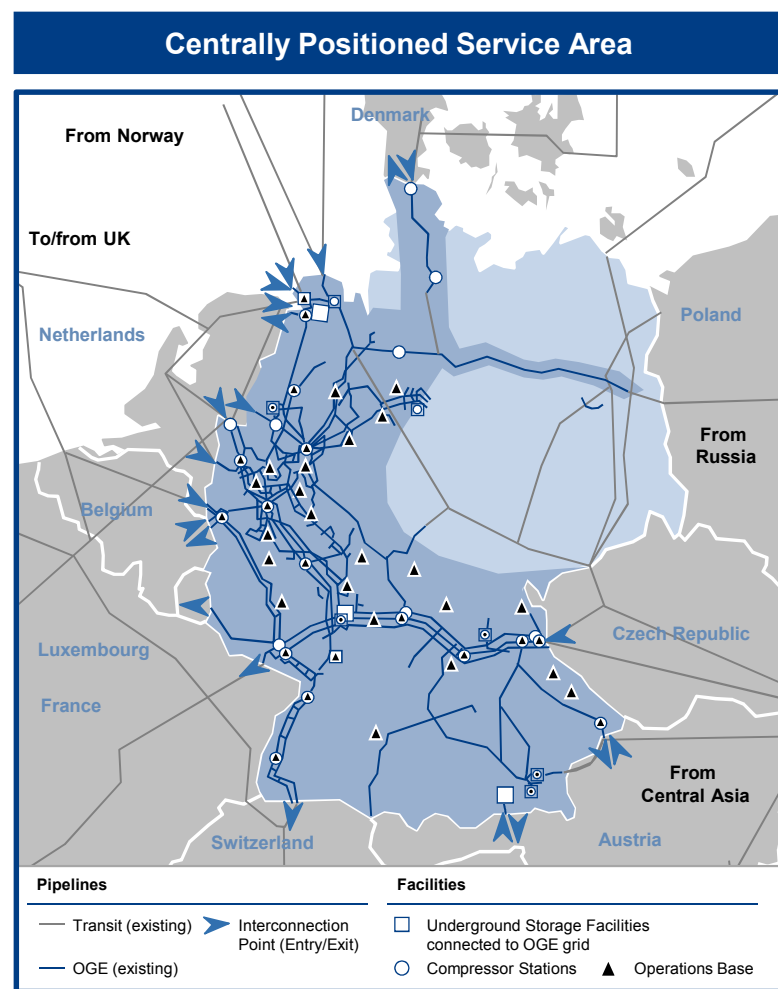 Centrally Positioned Service Area
Denmark
From Norway
To/from UK
Netherlands
Poland
From
Russia
Belgium
Luxembourg
Czech Republic
France
From
Central Asia
Switzerland
Austria
Pipelines
Facilities
Transit (existing)
Interconnection
Point (Entry/Exit)
Underground Storage Facilities
connected to OGE grid
OGE (existing)
Compressor Stations
Operations Base